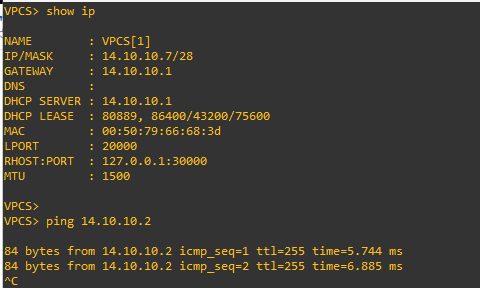 VPCS> show ip
NAME        : VPCS[1]
IP/MASK     : 14.10.10.7/28
GATEWAY     : 14.10.10.1
DNS         :
DHCP SERVER : 14.10.10.1
DHCP LEASE  : 80889, 86400/43200/75600
MAC         : 00:50:79:66:68:3d
LPORT       : 20000
RHOST:PORT  : 127.0.0.1:30000
MTU         : 1500
VPCS>
VPCS> ping 14.10.10.2
84 bytes from 14.10.10.2 icmp_seq=1 ttl=255 time=5.744 ms
84 bytes from 14.10.10.2 icmp_seq=2 ttl=255 time=6.885 ms
^C